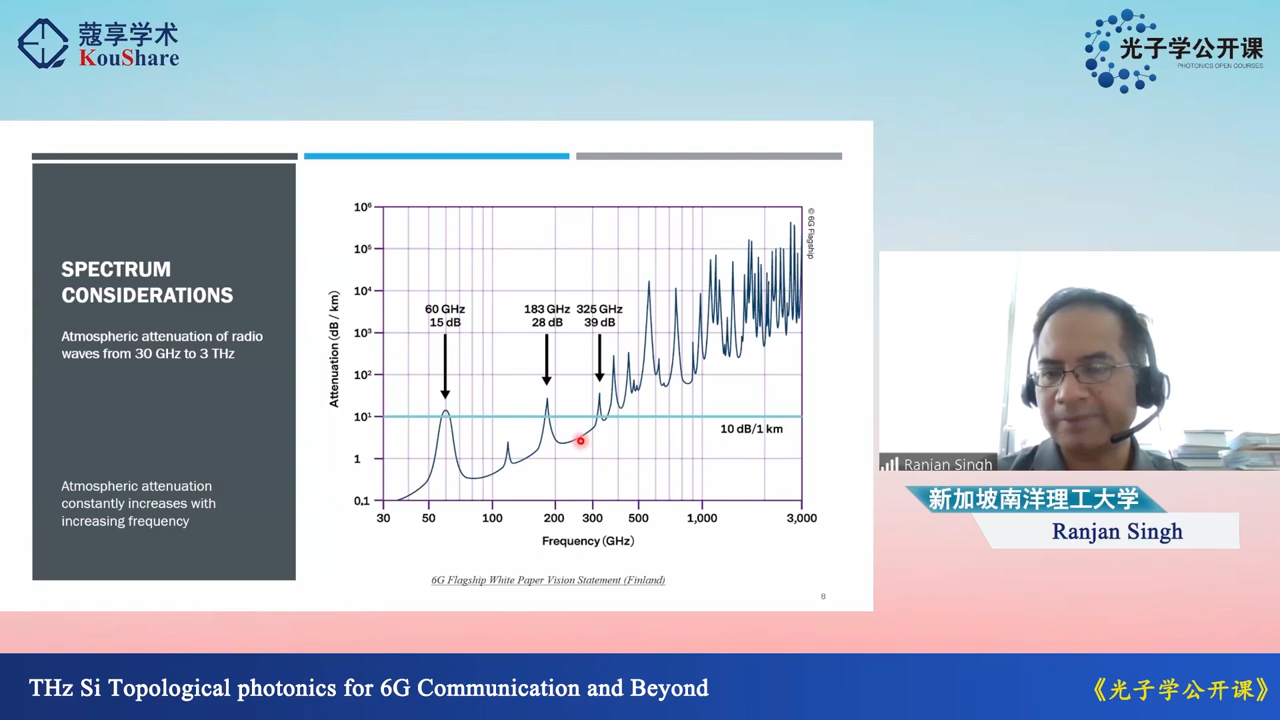 蔻享学术
KouShare
光子学公开课
PHOTONICS OPEN COURSES
SPECTRUM
CONSIDERATIONS
Atmospheric attenuation of radio
waves from 30 GHz to 3 THz
Atmospheric attenuation
constantly increases with
increasing frequency
Attenuation (dB / km)
10⁶
10⁵
10⁴
10³
10²
10¹
1
0.1
60 GHz
15 dB
183 GHz
28 dB
325 GHz
39 dB
10 dB/1 km
© 6G Flagship
30 50 100 200 300 500 1,000 3,000
Frequency (GHz)
6G Flagship White Paper Vision Statement (Finland)
8
Ranjan Singh
新加坡南洋理工大学
Ranjan Singh
THz Si Topological photonics for 6G Communication and Beyond
《光子学公开课》